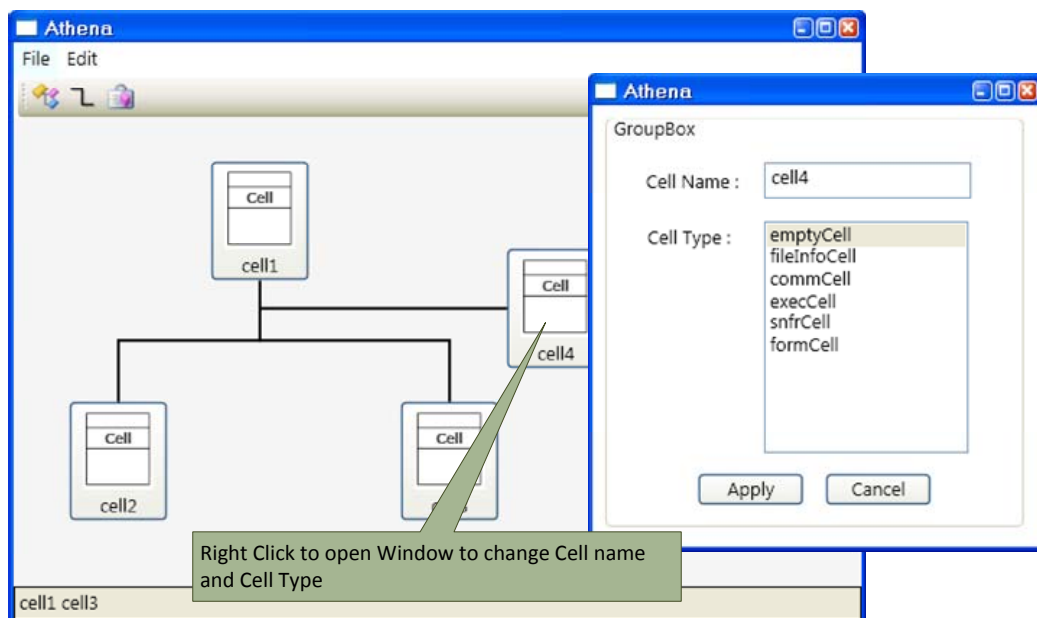 Athena
File Edit
Cell
cell1
Cell
cell4
Cell
cell2
Cell
Right Click to open Window to change Cell name
and Cell Type
cell1 cell3
Athena
GroupBox
Cell Name :
cell4
Cell Type :
emptyCell
fileInfoCell
commCell
execCell
snfrCell
formCell
Apply
Cancel